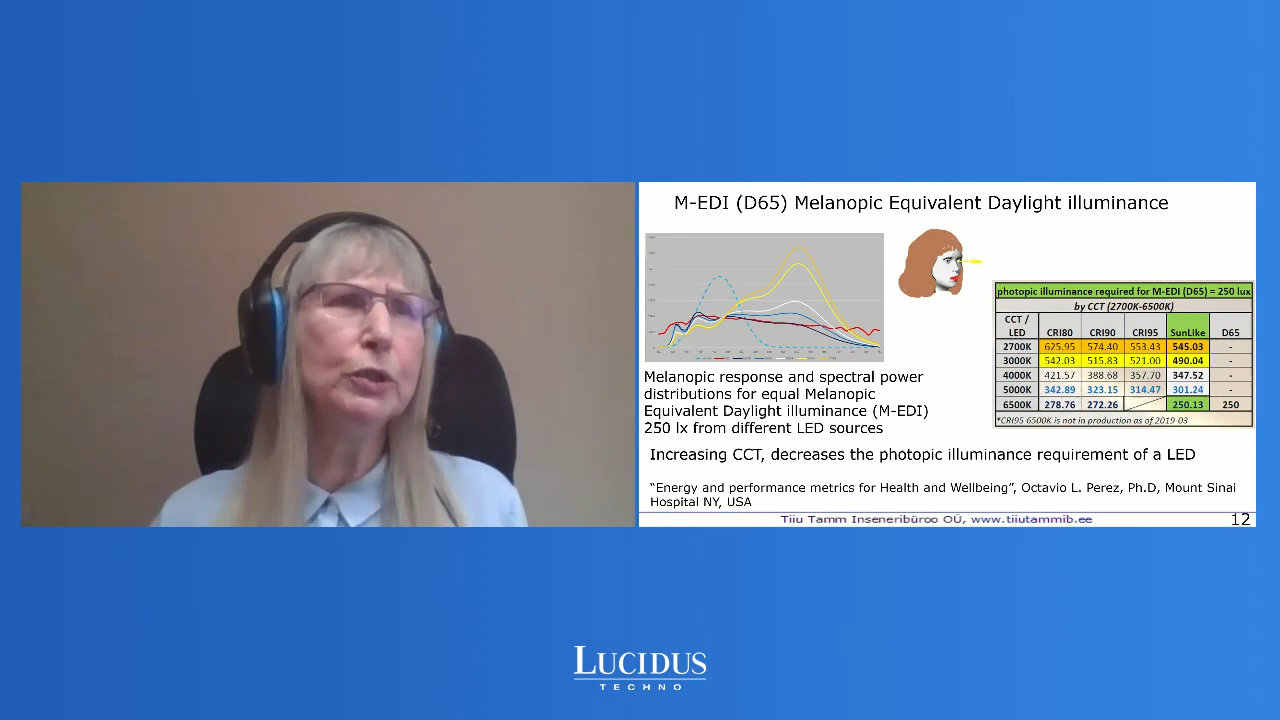 M-EDI (D65) Melanopic Equivalent Daylight illuminance
photopic illuminance required for M-EDI (D65) = 250 lux
by CCT (2700K-6500K)
CCT / LED CRI80 CRI90 CRI95 SunLike D65
2700K 625.95 574.40 553.43 545.03 -
3000K 542.03 515.83 521.00 490.04 -
4000K 421.57 388.68 357.70 347.52 -
5000K 342.89 323.15 314.47 301.24 -
6500K 278.76 272.26 250.13 250
*CRI95 6500K is not in production as of 2019-03
Melanopic response and spectral power
distributions for equal Melanopic
Equivalent Daylight illuminance (M-EDI)
250 lx from different LED sources
Increasing CCT, decreases the photopic illuminance requirement of a LED
“Energy and performance metrics for Health and Wellbeing”, Octavio L. Perez, Ph.D, Mount Sinai
Hospital NY, USA
Tiiu Tamm Inseneribüroo OÜ, www.tiiutammib.ee
12
LUCIDUS
TECHNO